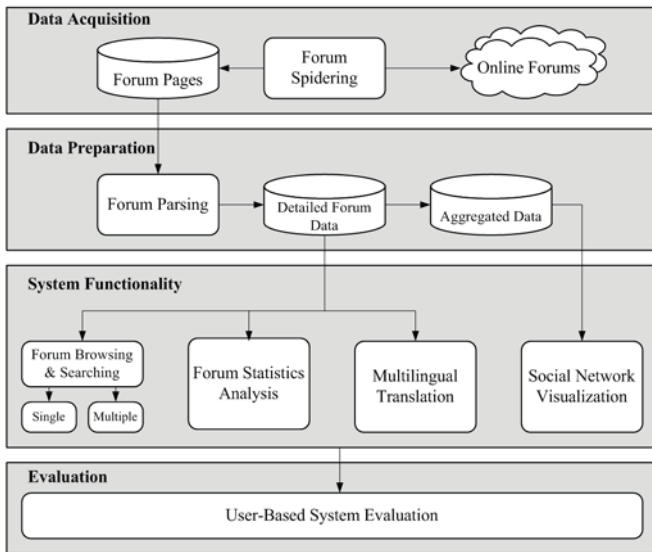 Data Acquisition
Forum Pages
Forum
Spidering
Online Forums
Data Preparation
Forum Parsing
Detailed Forum
Data
Aggregated Data
System Functionality
Forum Browsing
& Searching
Single
Multiple
Forum Statistics
Analysis
Multilingual
Translation
Social Network
Visualization
Evaluation
User-Based System Evaluation